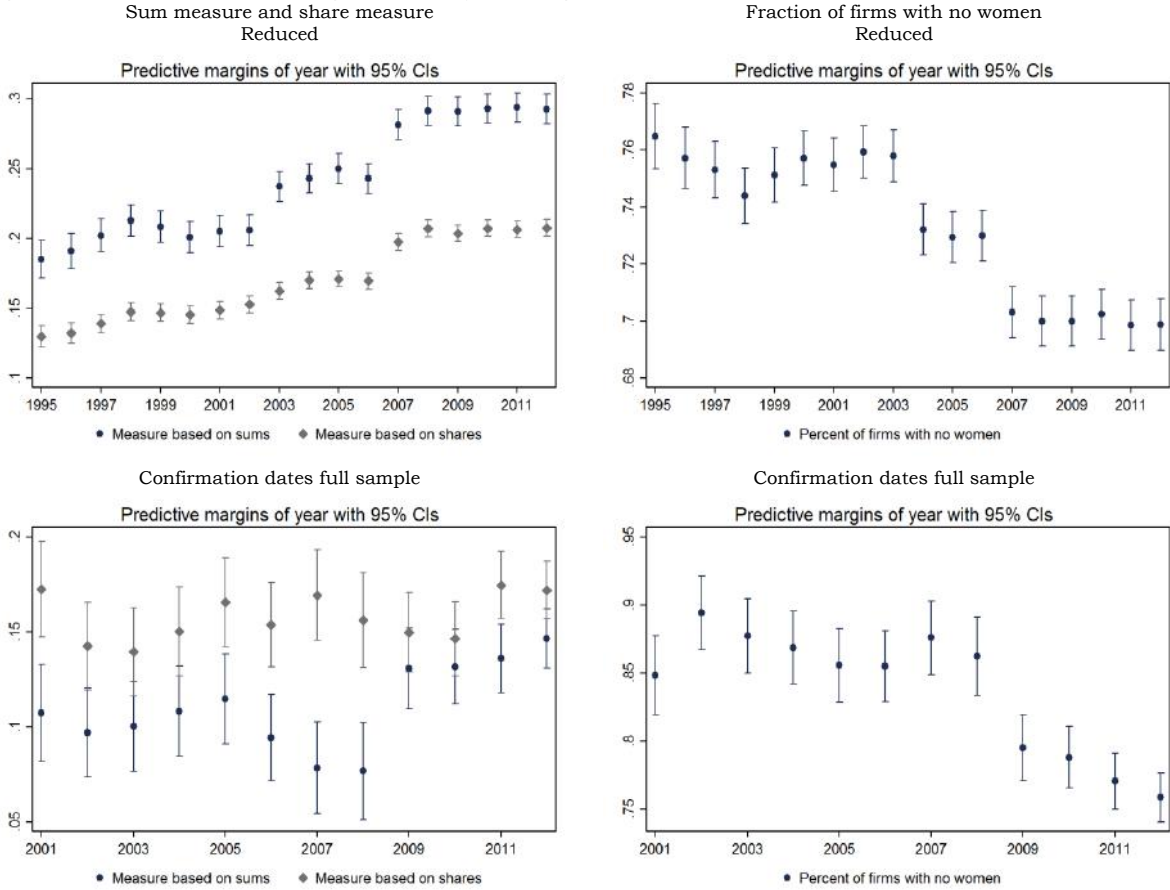 Sum measure and share measure
Reduced
Predictive margins of year with 95% CIs
.3
.25
.2
.15
.1
1995 1997 1999 2001 2003 2005 2007 2009 2011
Measure based on sums Measure based on shares
Fraction of firms with no women
Reduced
Predictive margins of year with 95% CIs
.78
.76
.74
.72
.7
.68
1995 1997 1999 2001 2003 2005 2007 2009 2011
Percent of firms with no women
Confirmation dates full sample
Predictive margins of year with 95% CIs
.2
.15
.1
.05
2001 2003 2005 2007 2009 2011
Measure based on sums Measure based on shares
Confirmation dates full sample
Predictive margins of year with 95% CIs
.95
.9
.85
.8
.75
2001 2003 2005 2007 2009 2011
Percent of firms with no women